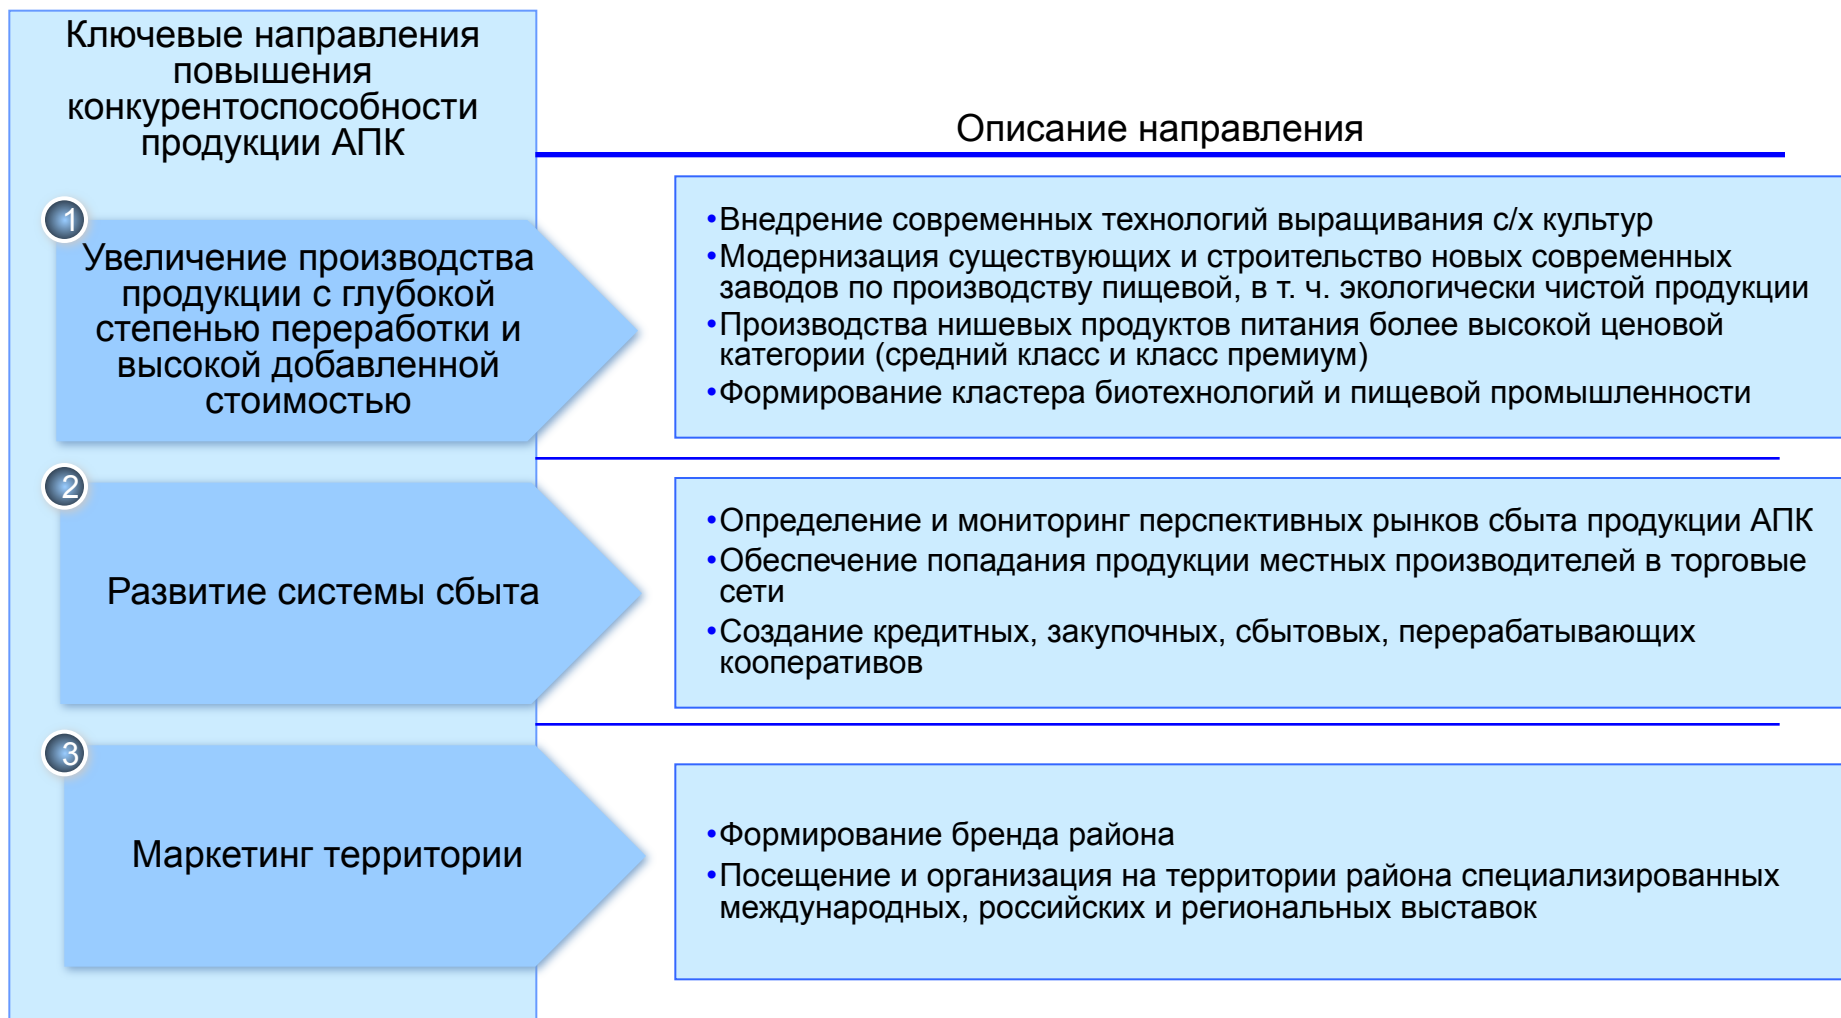 Ключевые направления
повышения
конкурентоспособности
продукции АПК
Описание направления
1
Увеличение производства
продукции с глубокой
степенью переработки и
высокой добавленной
стоимостью
•Внедрение современных технологий выращивания с/х культур
•Модернизация существующих и строительство новых современных
заводов по производству пищевой, в т. ч. экологически чистой продукции
•Производства нишевых продуктов питания более высокой ценовой
категории (средний класс и класс премиум)
•Формирование кластера биотехнологий и пищевой промышленности
2
Развитие системы сбыта
•Определение и мониторинг перспективных рынков сбыта продукции АПК
•Обеспечение попадания продукции местных производителей в торговые
сети
•Создание кредитных, закупочных, сбытовых, перерабатывающих
кооперативов
3
Маркетинг территории
•Формирование бренда района
•Посещение и организация на территории района специализированных
международных, российских и региональных выставок